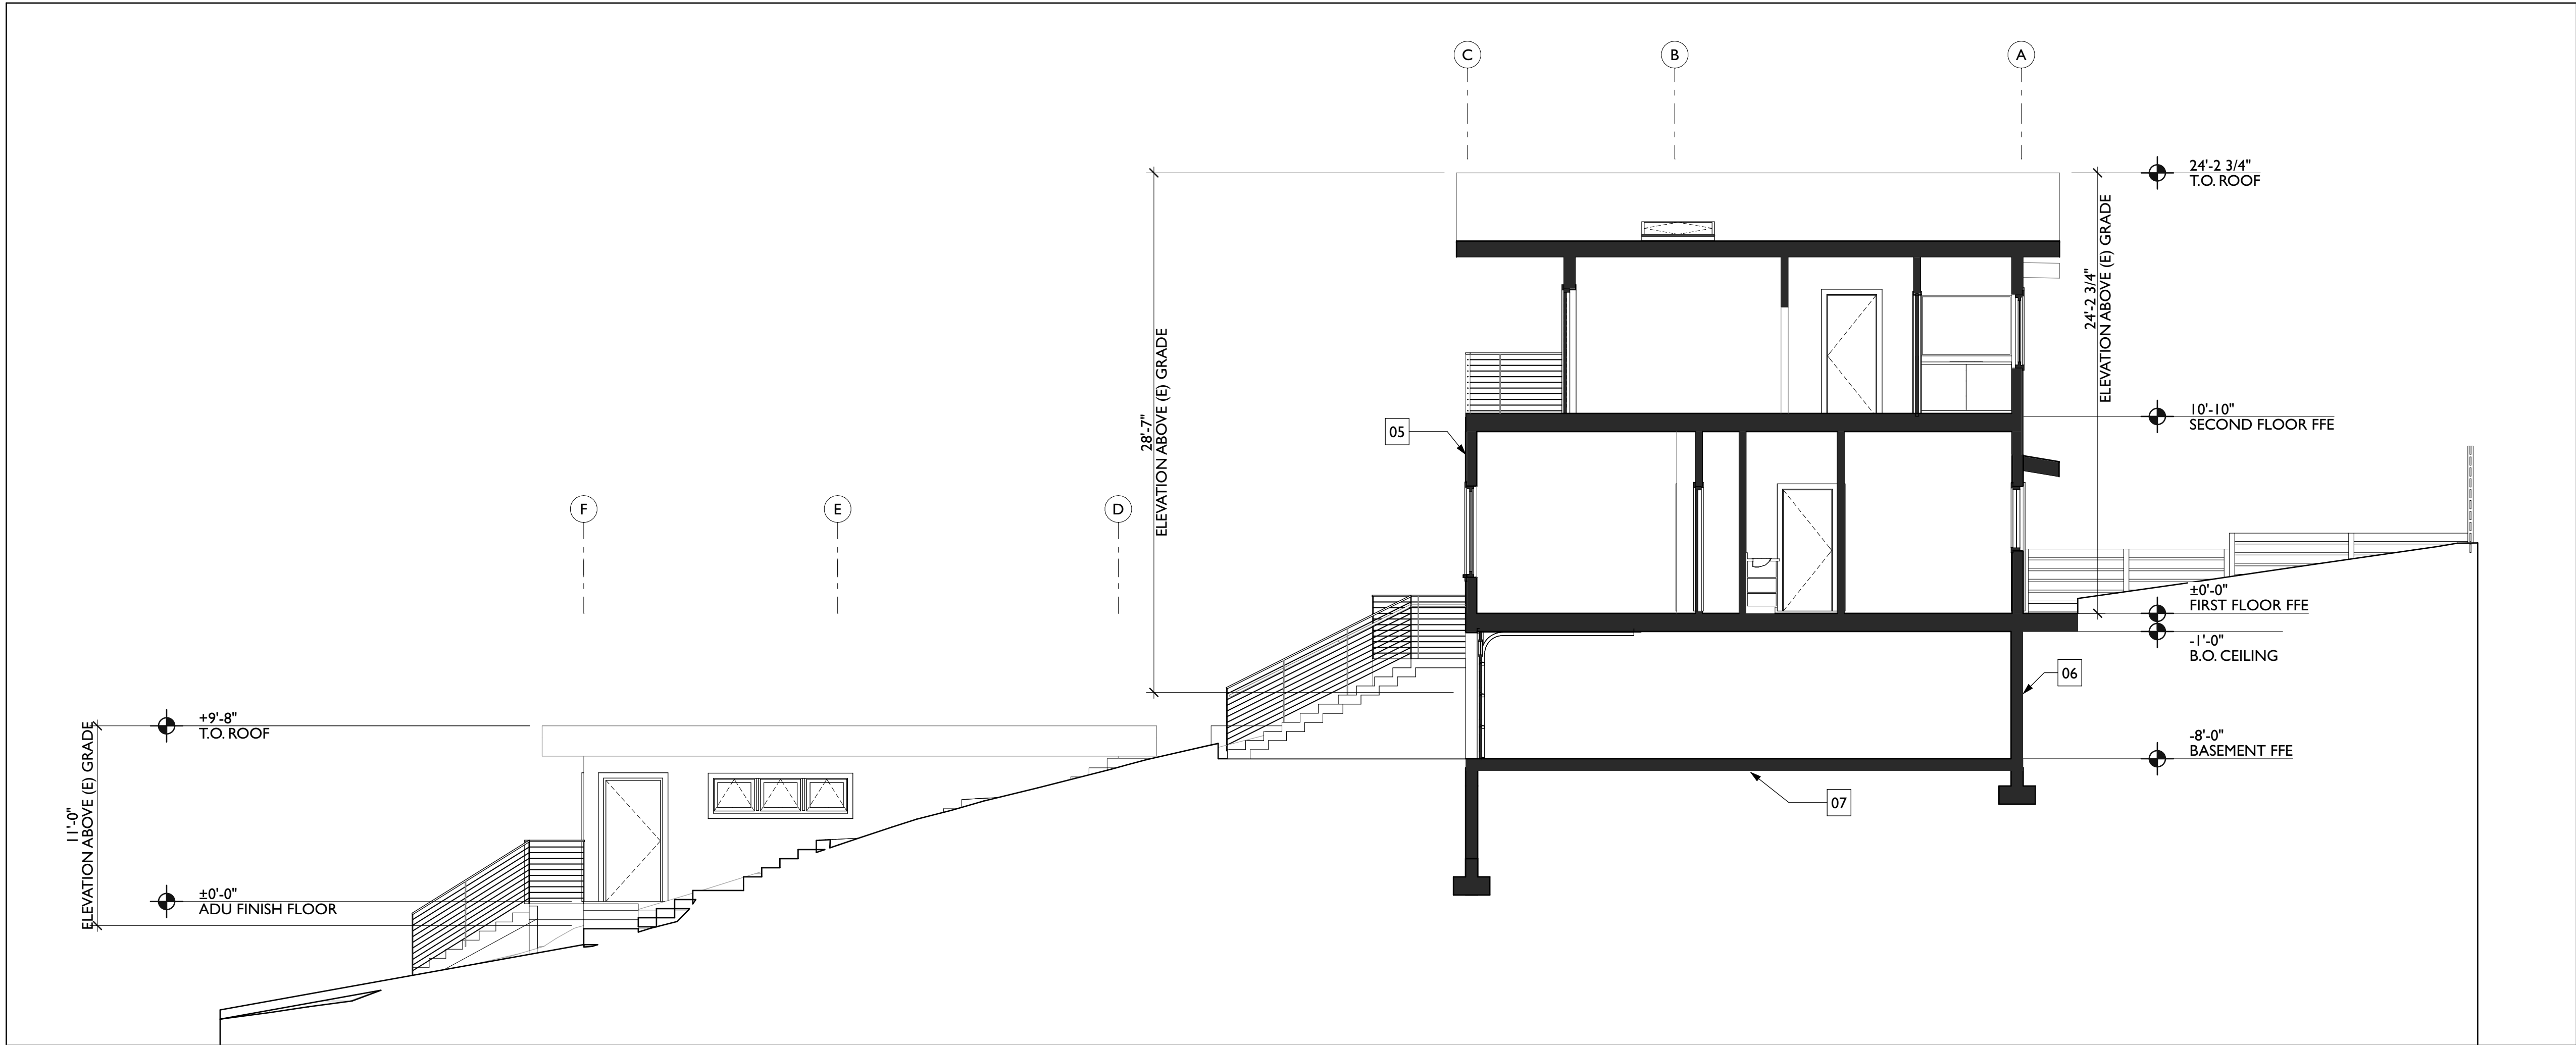 C
B
A
24'-2 3/4"
T.O. ROOF
24'-2 3/4"
ELEVATION ABOVE (E) GRADE
28'-7"
ELEVATION ABOVE (E) GRADE
10'-10"
SECOND FLOOR FFE
05
F
E
D
±0'-0"
FIRST FLOOR FFE
-1'-0"
B.O. CEILING
06
+9'-8"
T.O. ROOF
-8'-0"
BASEMENT FFE
07
11'-0"
ELEVATION ABOVE (E) GRADE
±0'-0"
ADU FINISH FLOOR